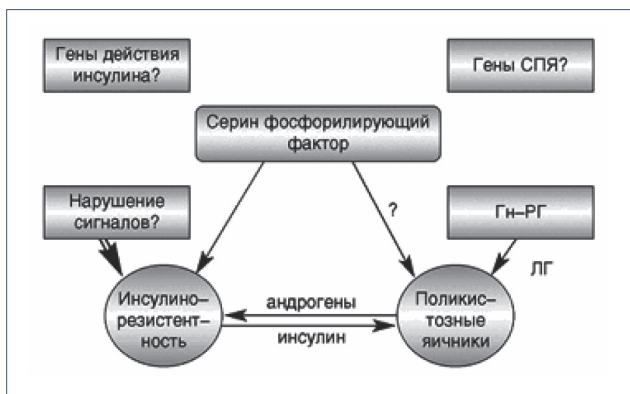 Гены действия
инсулина?
Гены СПЯ?
Серин фосфорилирующий
фактор
Нарушение
сигналов?
?
Гн–РГ
ЛГ
Инсулино–
резистент–
ность
андрогены
инсулин
Поликис–
тозные
яичники